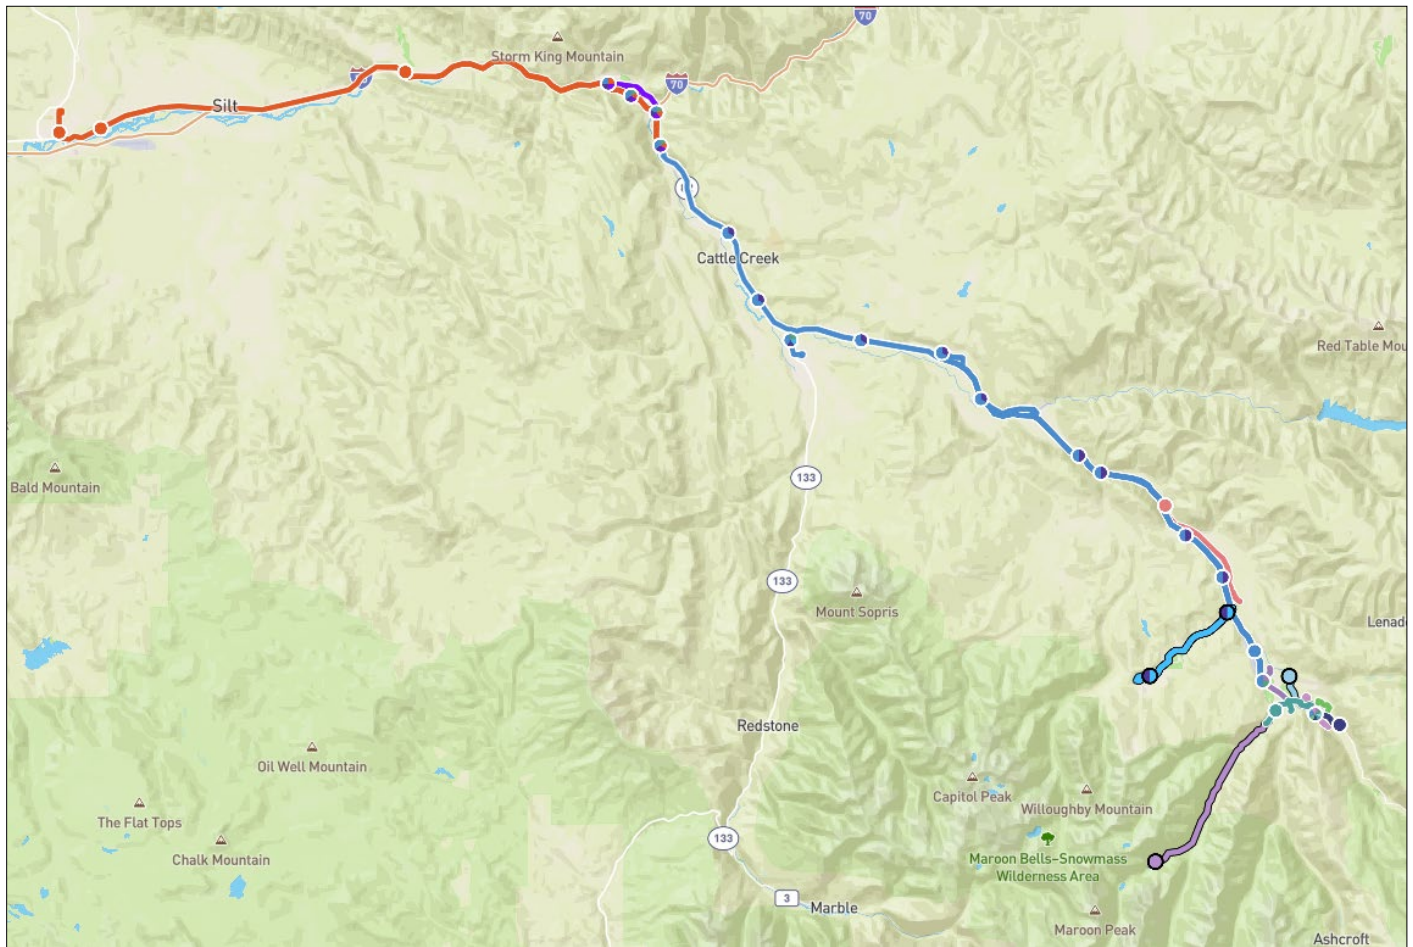 70
Storm King Mountain
70
Silt
Cattle Creek
Red Table Mou
Bald Mountain
133
133
Mount Sopris
Lenad
Redstone
Oil Well Mountain
Capitol Peak
Willoughby Mountain
The Flat Tops
133
Chalk Mountain
Maroon Bells-Snowmass
Wilderness Area
3
Marble
Maroon Peak
Ashcroft